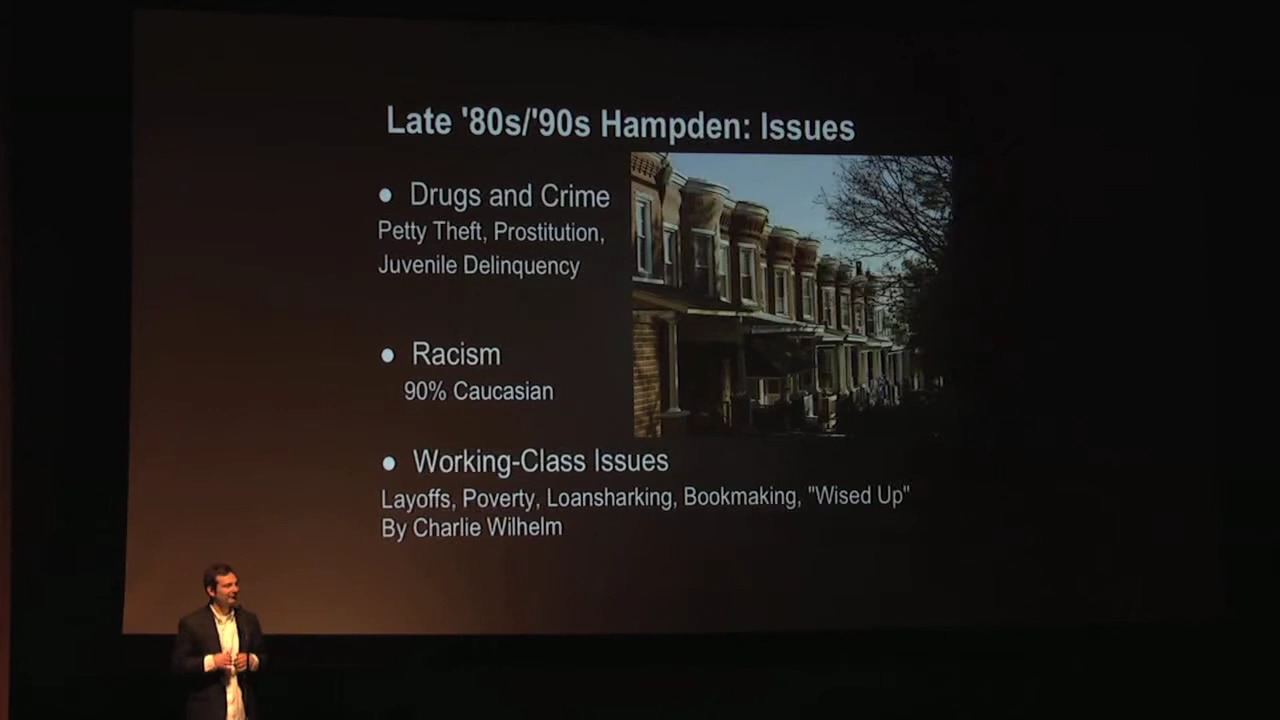 Late '80s/'90s Hampden: Issues
● Drugs and Crime
Petty Theft, Prostitution,
Juvenile Delinquency
● Racism
90% Caucasian
● Working-Class Issues
Layoffs, Poverty, Loansharking, Bookmaking, "Wised Up"
By Charlie Wilhelm